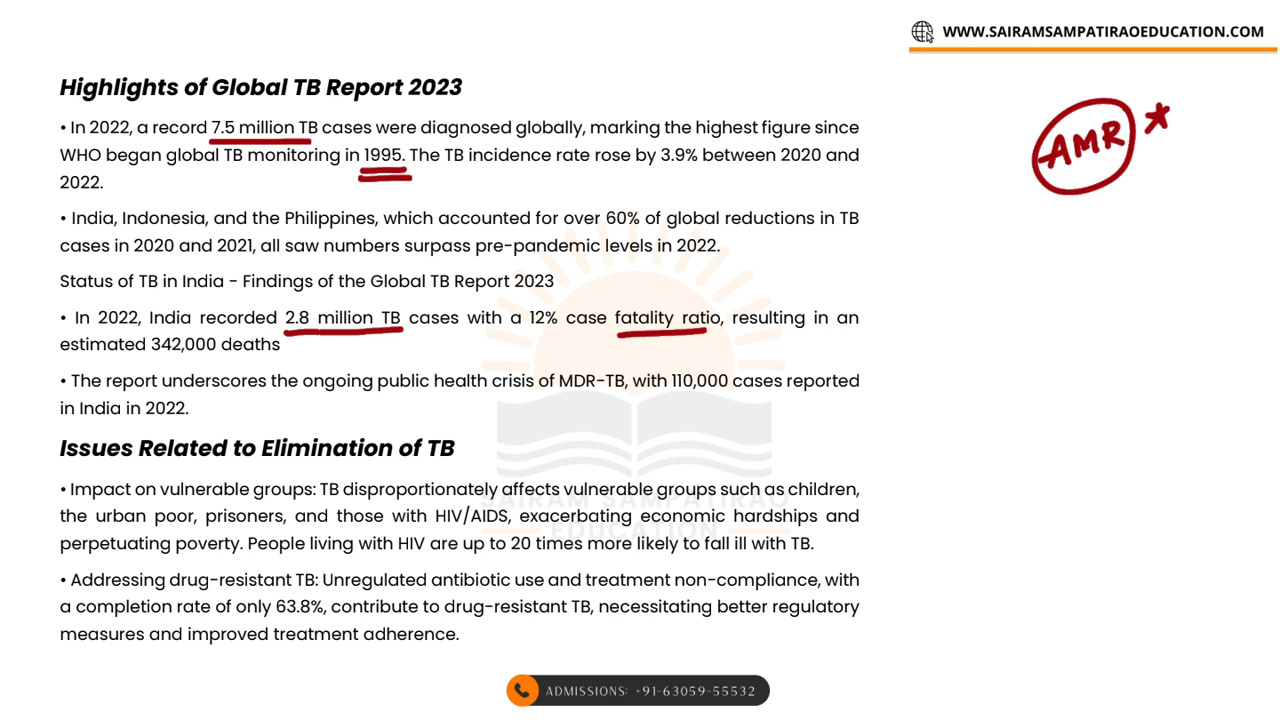 WWW.SAIRAMSAMPATIRAOEDUCATION.COM
Highlights of Global TB Report 2023
• In 2022, a record 7.5 million TB cases were diagnosed globally, marking the highest figure since
WHO began global TB monitoring in 1995. The TB incidence rate rose by 3.9% between 2020 and
2022.
• India, Indonesia, and the Philippines, which accounted for over 60% of global reductions in TB
cases in 2020 and 2021, all saw numbers surpass pre-pandemic levels in 2022.
Status of TB in India - Findings of the Global TB Report 2023
• In 2022, India recorded 2.8 million TB cases with a 12% case fatality ratio, resulting in an
estimated 342,000 deaths
• The report underscores the ongoing public health crisis of MDR-TB, with 110,000 cases reported
in India in 2022.
Issues Related to Elimination of TB
• Impact on vulnerable groups: TB disproportionately affects vulnerable groups such as children,
the urban poor, prisoners, and those with HIV/AIDS, exacerbating economic hardships and
perpetuating poverty. People living with HIV are up to 20 times more likely to fall ill with TB.
• Addressing drug-resistant TB: Unregulated antibiotic use and treatment non-compliance, with
a completion rate of only 63.8%, contribute to drug-resistant TB, necessitating better regulatory
measures and improved treatment adherence.
AMR
SAIRAM SAMPATIRAO
EDUCATION
ADMISSIONS: +91-63059-55532